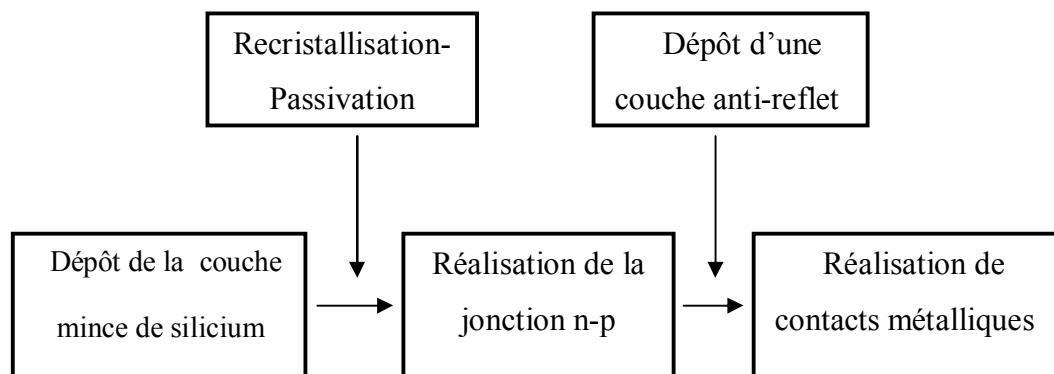 Recristallisation-
Passivation
Dépôt d’une
couche anti-reflet
Dépôt de la couche
mince de silicium
Réalisation de la
jonction n-p
Réalisation de
contacts métalliques